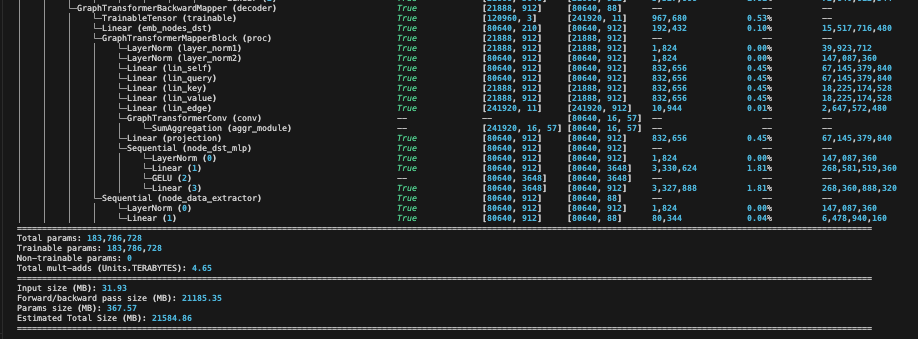 └─GraphTransformerBackwardMapper (decoder) True [21888, 912] [80640, 88] —— —— ——
└─TrainableTensor (trainable) True [120960, 3] [241920, 11] 967,680 0.53% ——
└─Linear (emb_nodes_dst) True [80640, 210] [80640, 912] 192,432 0.10% 15,517,716,480
└─GraphTransformerMapperBlock (proc) True [21888, 912] [21888, 912] —— —— ——
└─LayerNorm (layer_norm1) True [21888, 912] [21888, 912] 1,824 0.00% 39,923,712
└─LayerNorm (layer_norm2) True [80640, 912] [80640, 912] 1,824 0.00% 147,087,360
└─Linear (lin_self) True [80640, 912] [80640, 912] 832,656 0.45% 67,145,379,840
└─Linear (lin_query) True [80640, 912] [80640, 912] 832,656 0.45% 67,145,379,840
└─Linear (lin_key) True [21888, 912] [21888, 912] 832,656 0.45% 18,225,174,528
└─Linear (lin_value) True [21888, 912] [21888, 912] 832,656 0.45% 18,225,174,528
└─Linear (lin_edge) True [241920, 11] [241920, 912] 10,944 0.01% 2,647,572,480
└─GraphTransformerConv (conv) —— —— [80640, 16, 57] —— —— ——
└─SumAggregation (aggr_module) —— [241920, 16, 57] [80640, 16, 57] —— —— ——
└─Linear (projection) True [80640, 912] [80640, 912] 832,656 0.45% 67,145,379,840
└─Sequential (node_dst_mlp) True [80640, 912] [80640, 912] —— —— ——
└─LayerNorm (0) True [80640, 912] [80640, 912] 1,824 0.00% 147,087,360
└─Linear (1) True [80640, 912] [80640, 3648] 3,330,624 1.81% 268,581,519,360
└─GELU (2) —— [80640, 3648] [80640, 3648] —— —— ——
└─Linear (3) True [80640, 3648] [80640, 912] 3,327,888 1.81% 268,360,888,320
└─Sequential (node_data_extractor) True [80640, 912] [80640, 88] —— —— ——
└─LayerNorm (0) True [80640, 912] [80640, 912] 1,824 0.00% 147,087,360
└─Linear (1) True [80640, 912] [80640, 88] 80,344 0.04% 6,478,940,160
Total params: 183,786,728
Trainable params: 183,786,728
Non-trainable params: 0
Total mult-adds (Units.TERABYTES): 4.65
Input size (MB): 31.93
Forward/backward pass size (MB): 21185.35
Params size (MB): 367.57
Estimated Total Size (MB): 21584.86